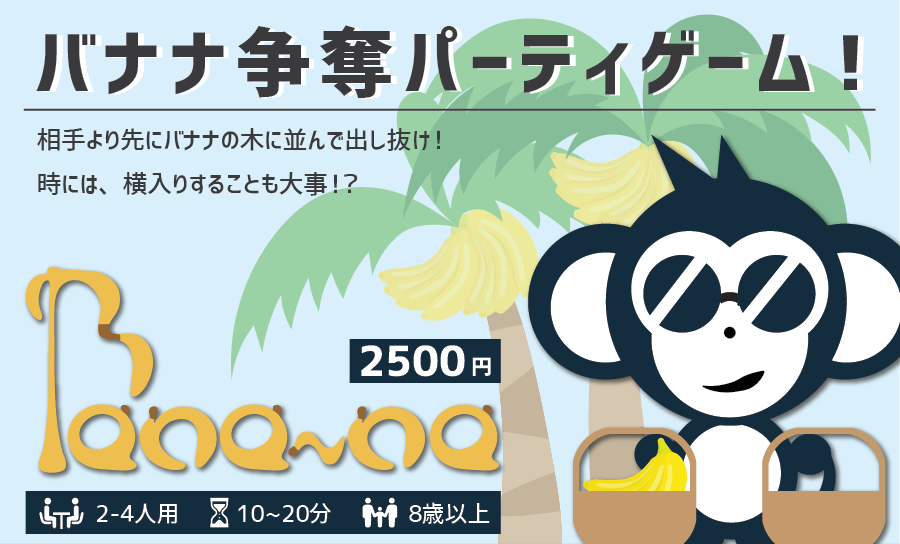 バナナ争奪パーティゲーム！
相手より先にバナナの木に並んで出し抜け！
時には、横入りすることも大事！？
2500円
Bana~na
2-4人用 10~20分 8歳以上